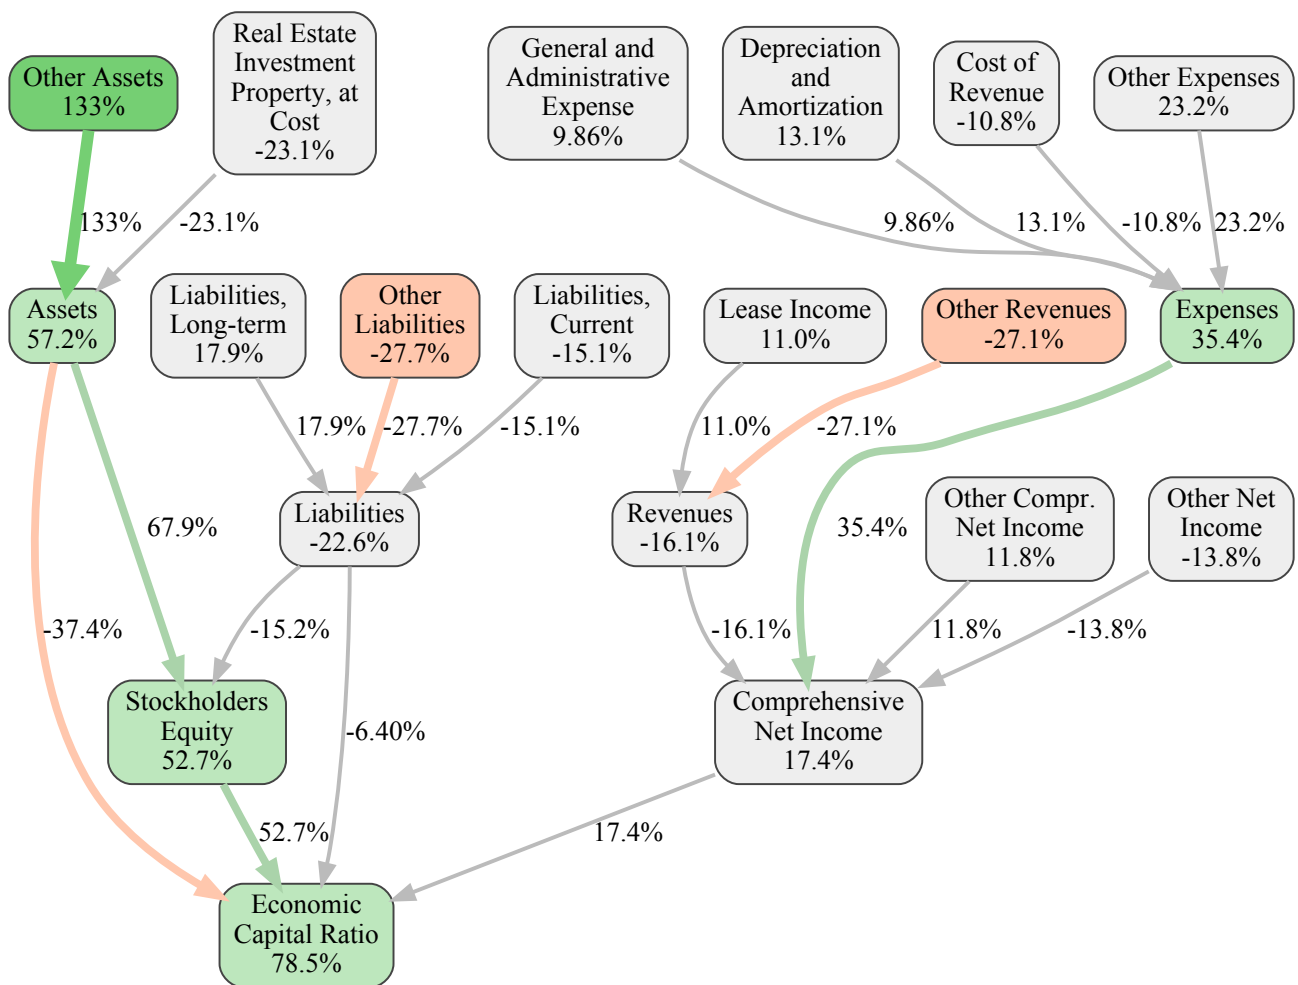 Other Assets
133%
Real Estate
Investment
Property, at
Cost
-23.1%
General and
Administrative
Expense
9.86%
Depreciation
and
Amortization
13.1%
Cost of
Revenue
-10.8%
Other Expenses
23.2%
133%
-23.1%
9.86%
13.1%
-10.8%
23.2%
Assets
57.2%
Liabilities,
Long-term
17.9%
Other
Liabilities
-27.7%
Liabilities,
Current
-15.1%
Lease Income
11.0%
Other Revenues
-27.1%
Expenses
35.4%
17.9%
-27.7%
-15.1%
11.0%
-27.1%
67.9%
Liabilities
-22.6%
Revenues
-16.1%
35.4%
Other Compr.
Net Income
11.8%
Other Net
Income
-13.8%
-37.4%
-15.2%
-16.1%
11.8%
-13.8%
Stockholders
Equity
52.7%
-6.40%
Comprehensive
Net Income
17.4%
52.7%
17.4%
Economic
Capital Ratio
78.5%